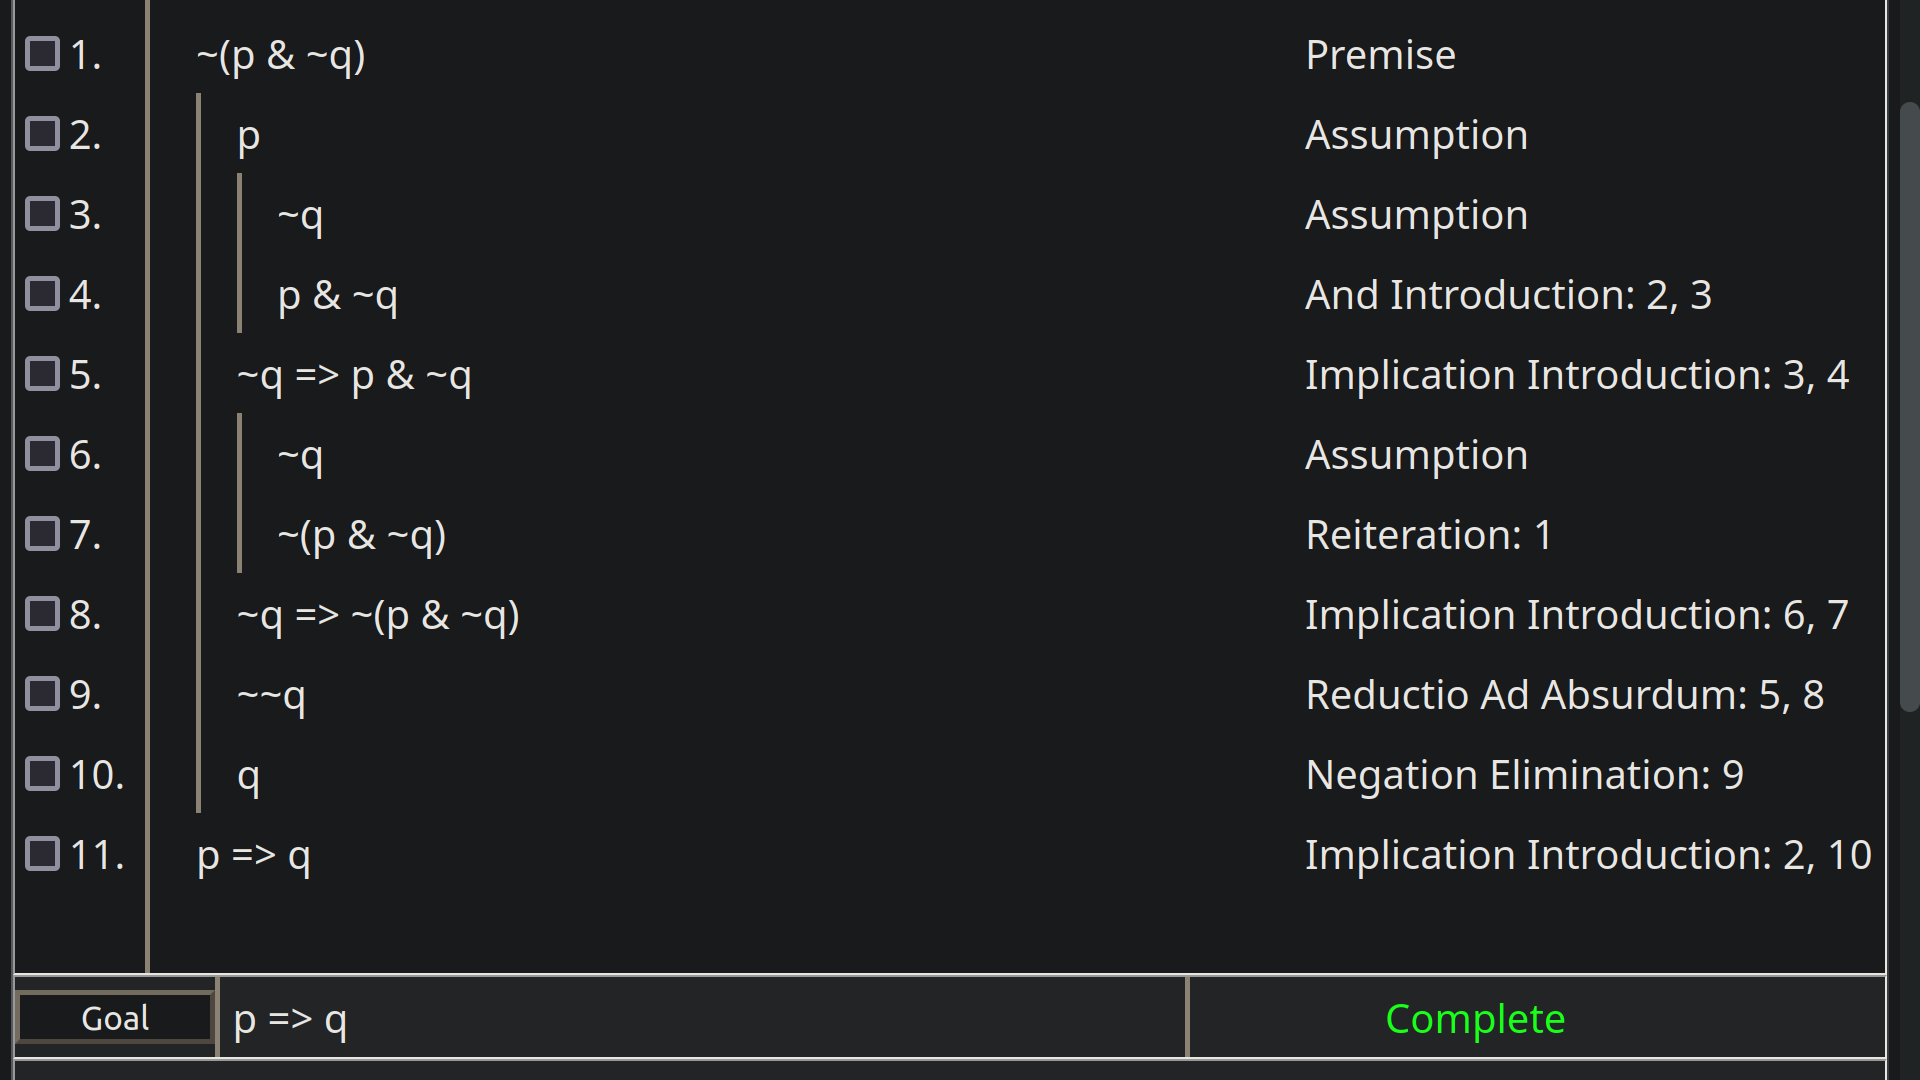 1. ~(p & ~q) Premise
2. p Assumption
3. ~q Assumption
4. p & ~q And Introduction: 2, 3
5. ~q => p & ~q Implication Introduction: 3, 4
6. ~q Assumption
7. ~(p & ~q) Reiteration: 1
8. ~q => ~(p & ~q) Implication Introduction: 6, 7
9. ~~q Reductio Ad Absurdum: 5, 8
10. q Negation Elimination: 9
11. p => q Implication Introduction: 2, 10
Goal p => q Complete